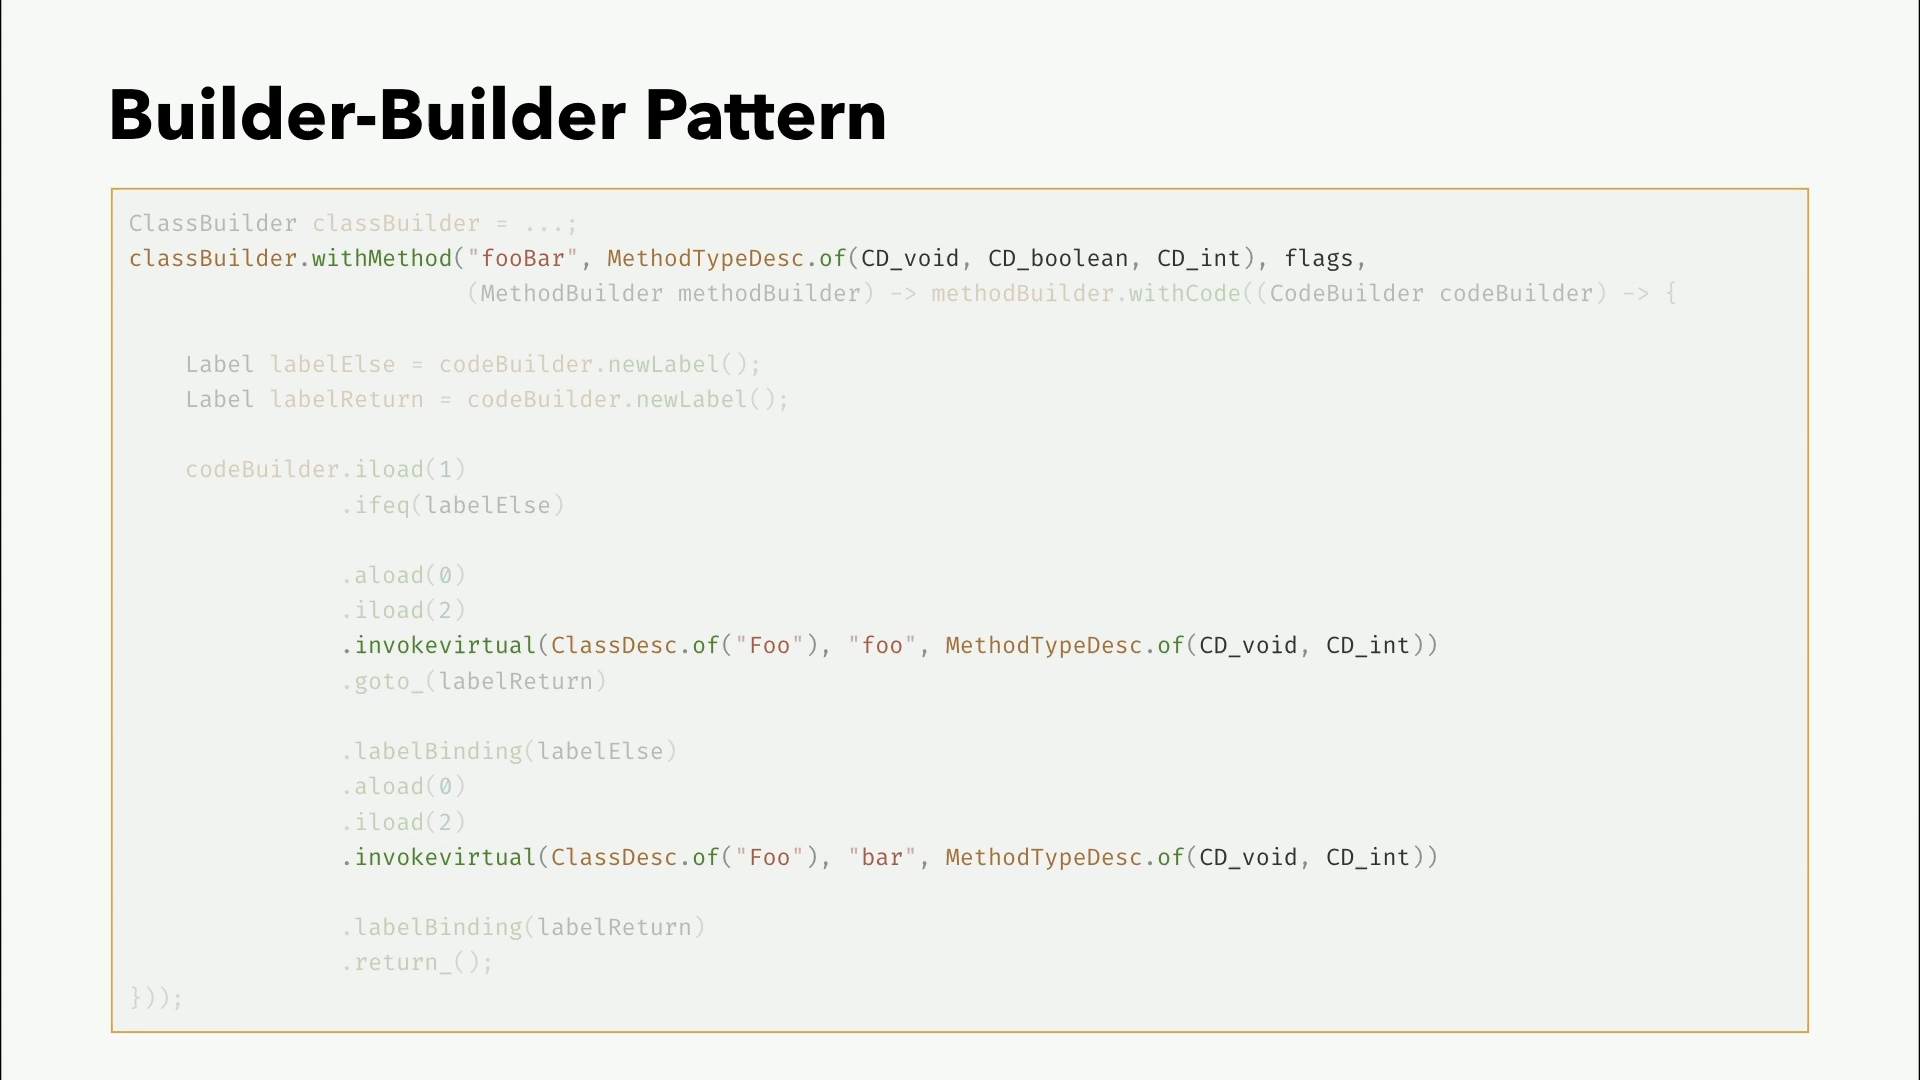 Builder-Builder Pattern
ClassBuilder classBuilder = ...;
classBuilder.withMethod("fooBar", MethodTypeDesc.of(CD_void, CD_boolean, CD_int), flags,
(MethodBuilder methodBuilder) -> methodBuilder.withCode((CodeBuilder codeBuilder) -> {
Label labelElse = codeBuilder.newLabel();
Label labelReturn = codeBuilder.newLabel();
codeBuilder.iload(1)
.ifeq(labelElse)
.aload(0)
.iload(2)
.invokevirtual(ClassDesc.of("Foo"), "foo", MethodTypeDesc.of(CD_void, CD_int))
.goto_(labelReturn)
.labelBinding(labelElse)
.aload(0)
.iload(2)
.invokevirtual(ClassDesc.of("Foo"), "bar", MethodTypeDesc.of(CD_void, CD_int))
.labelBinding(labelReturn)
.return_();
}));